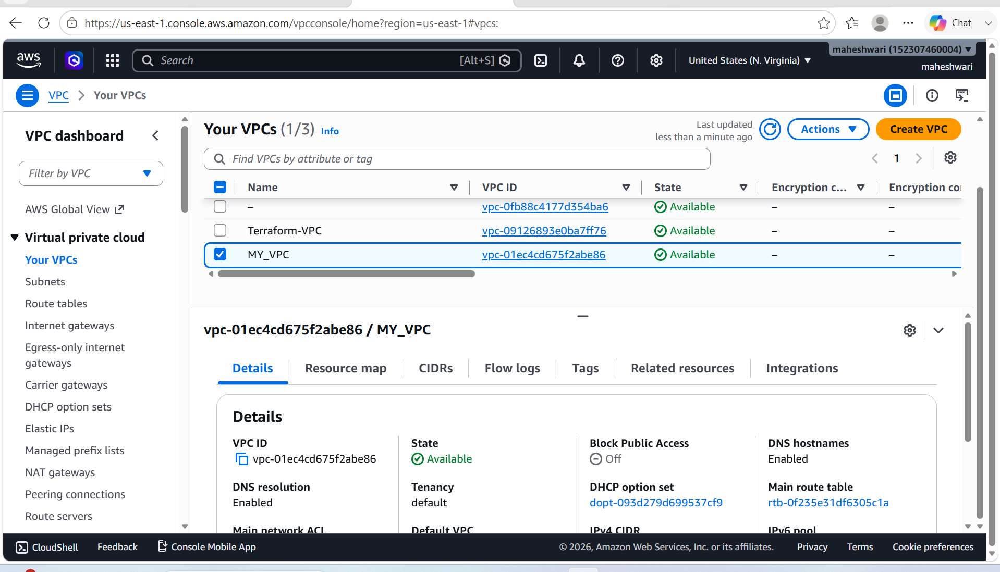 https://us-east-1.console.aws.amazon.com/vpcconsole/home?region=us-east-1#vpcs:
Chat
aws
Search
[Alt+S]
United States (N. Virginia)
maheshwari (152307460004)
maheshwari
VPC
Your VPCs
VPC dashboard
Filter by VPC
AWS Global View
Virtual private cloud
Your VPCs
Subnets
Route tables
Internet gateways
Egress-only internet
gateways
Carrier gateways
DHCP option sets
Elastic IPs
Managed prefix lists
NAT gateways
Peering connections
Route servers
Your VPCs (1/3) Info
Last updated
less than a minute ago
Actions
Create VPC
Find VPCs by attribute or tag
1
Name VPC ID State Encryption c... Encryption cor
– vpc-0fb88c4177d354ba6 Available – –
Terraform-VPC vpc-09126893e0ba7ff76 Available – –
MY_VPC vpc-01ec4cd675f2abe86 Available – –
vpc-01ec4cd675f2abe86 / MY_VPC
Details Resource map CIDRs Flow logs Tags Related resources Integrations
Details
VPC ID
vpc-01ec4cd675f2abe86
State
Available
Block Public Access
Off
DNS hostnames
Enabled
DNS resolution
Enabled
Tenancy
default
DHCP option set
dopt-093d279d699537cf9
Main route table
rtb-0f235e31df6305c1a
Main network ACL
Default VPC
IPv4 CIDR
IPv6 pool
CloudShell
Feedback
Console Mobile App
© 2026, Amazon Web Services, Inc. or its affiliates.
Privacy
Terms
Cookie preferences